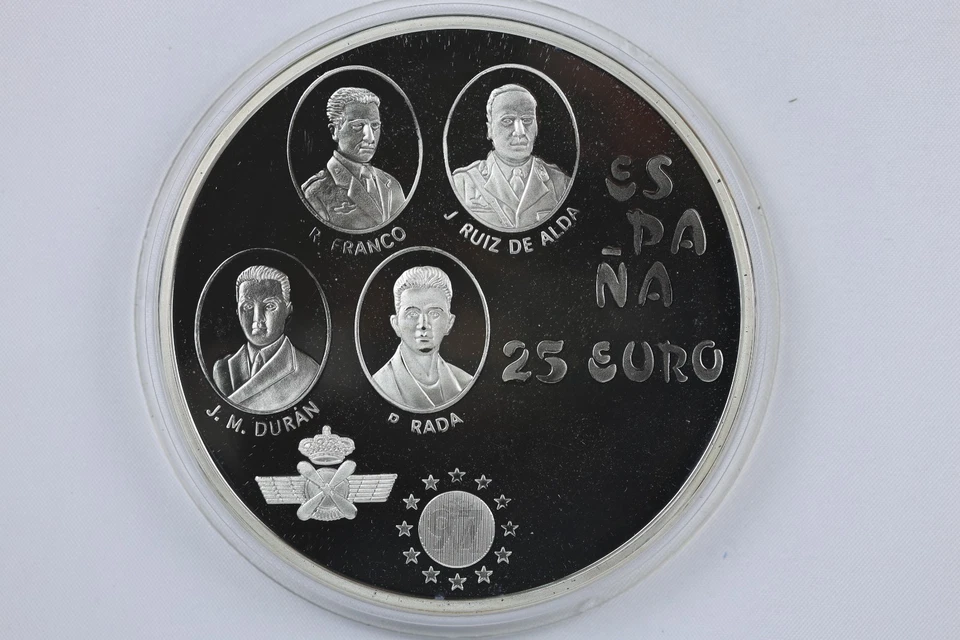 R. FRANCO
J RUIZ DE ALDA
ES
PA
ÑA
25 EURO
J. M. DURÁN
P. RADA
97